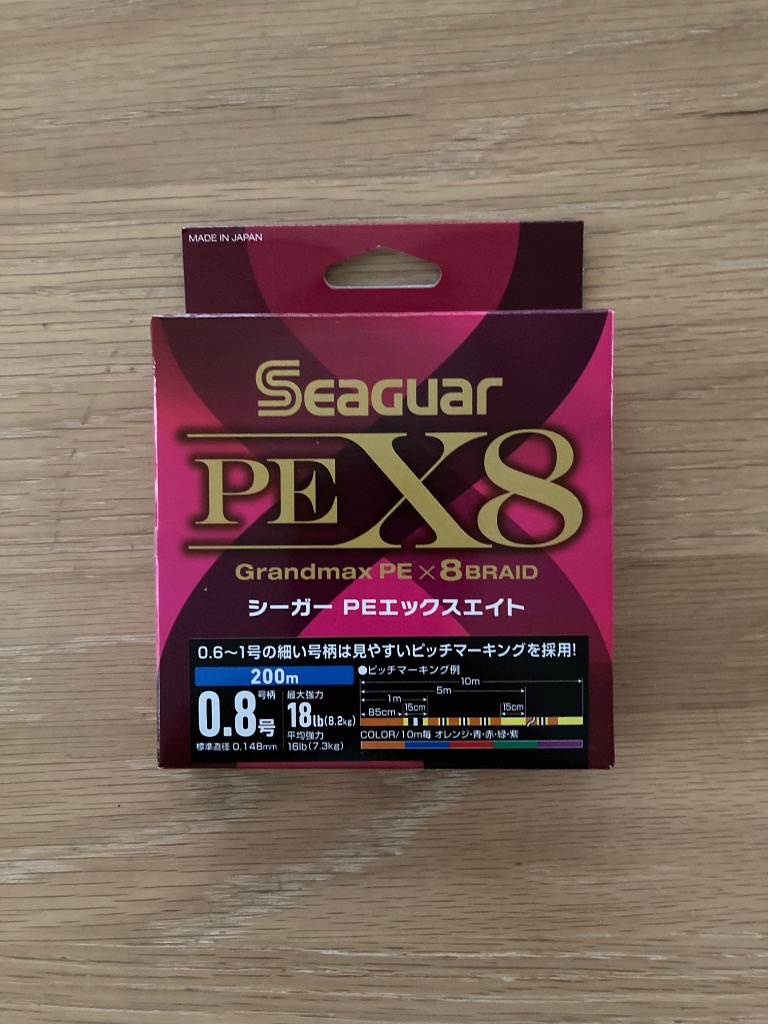 MADE IN JAPAN
SEAGUAR
PE X8
Grandmax PE×8BRAID
シーガー PEエックスエイト
0.6〜1号の細い号柄は見やすいピッチマーキングを採用!
200m
0.8号
号柄
標準直径 0.148mm
最大強力
18lb(8.2kg)
平均強力
16lb(7.3kg)
●ピッチマーキング例
10m
5m
1m
15cm
15cm
85cm
COLOR/10m毎 オレンジ・青・赤・緑・紫